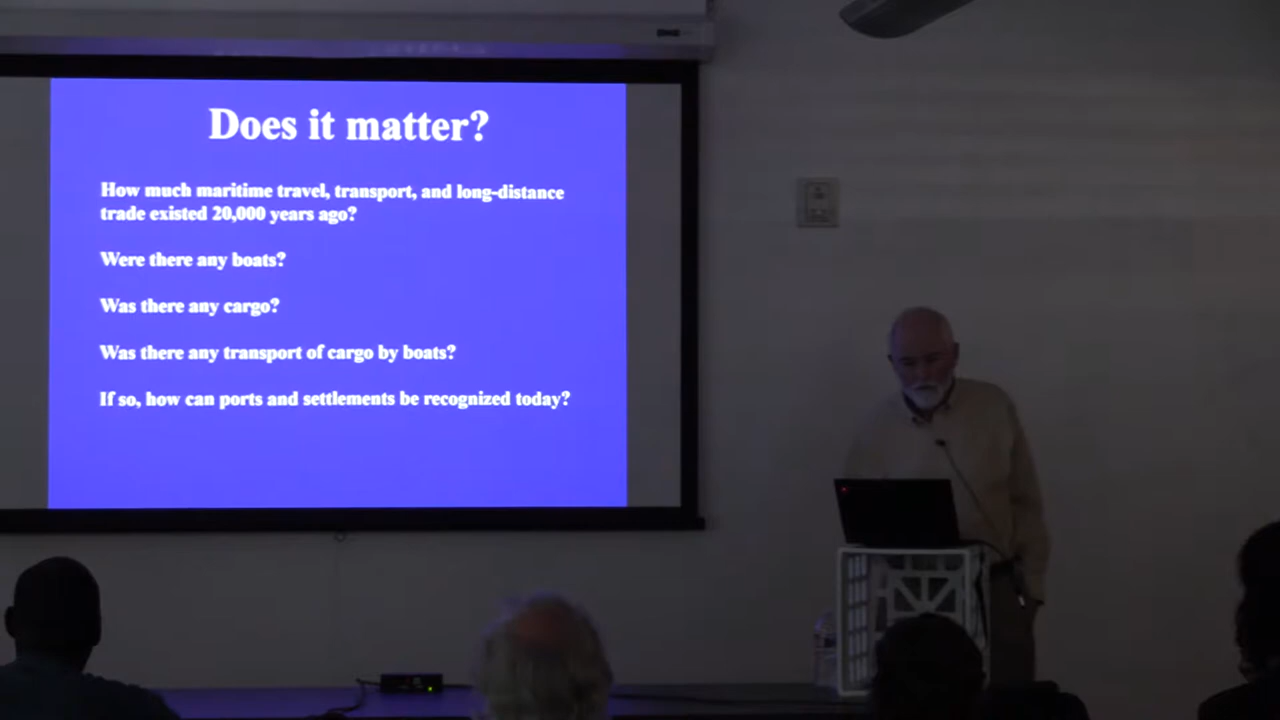 Does it matter?
How much maritime travel, transport, and long-distance
trade existed 20,000 years ago?
Were there any boats?
Was there any cargo?
Was there any transport of cargo by boats?
If so, how can ports and settlements be recognized today?